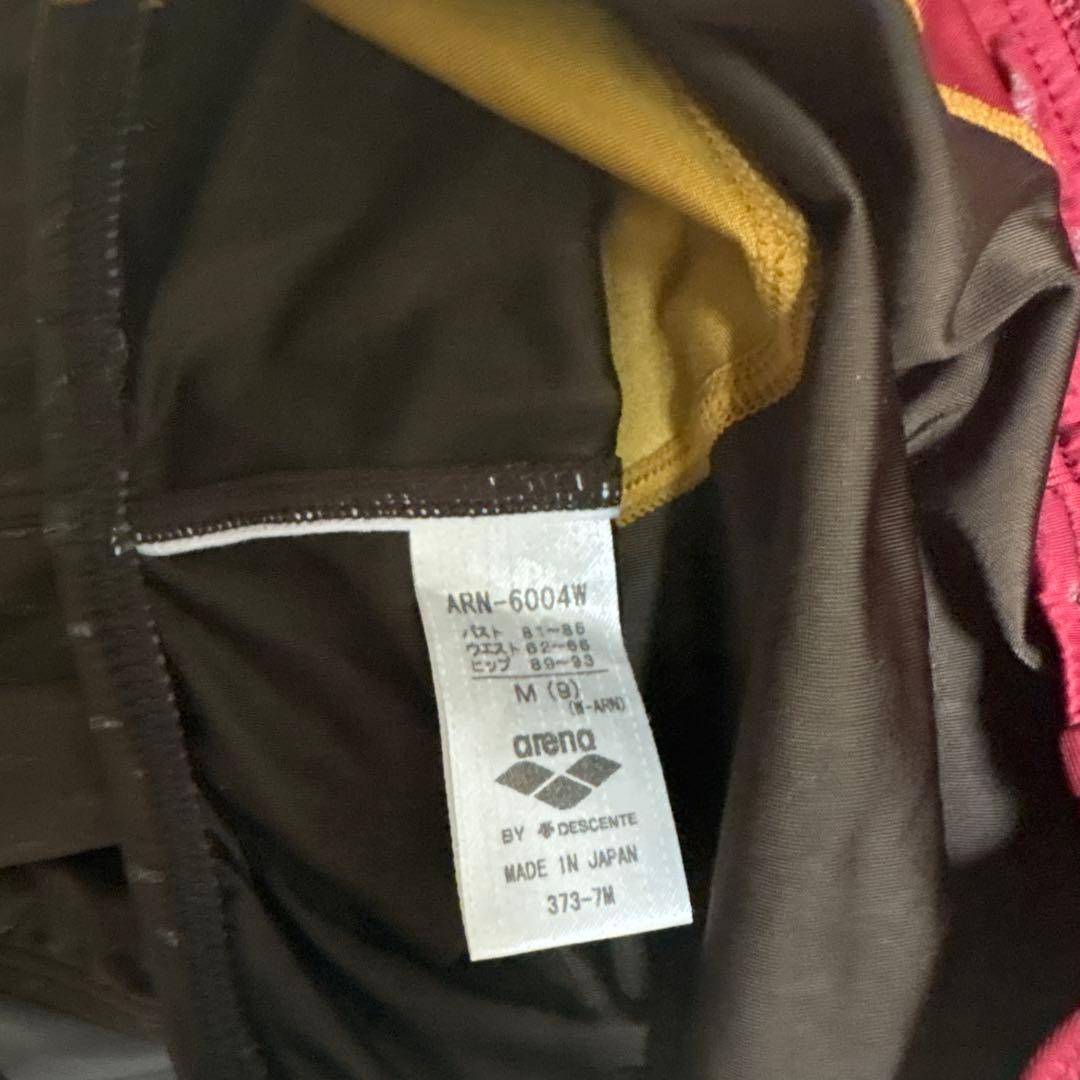 ARN-6004W
バスト 81〜86
ウエスト 62〜66
ヒップ 89〜93
M (9)
(W-ARN)
arena
BY DESCENTE
MADE IN JAPAN
373-7M